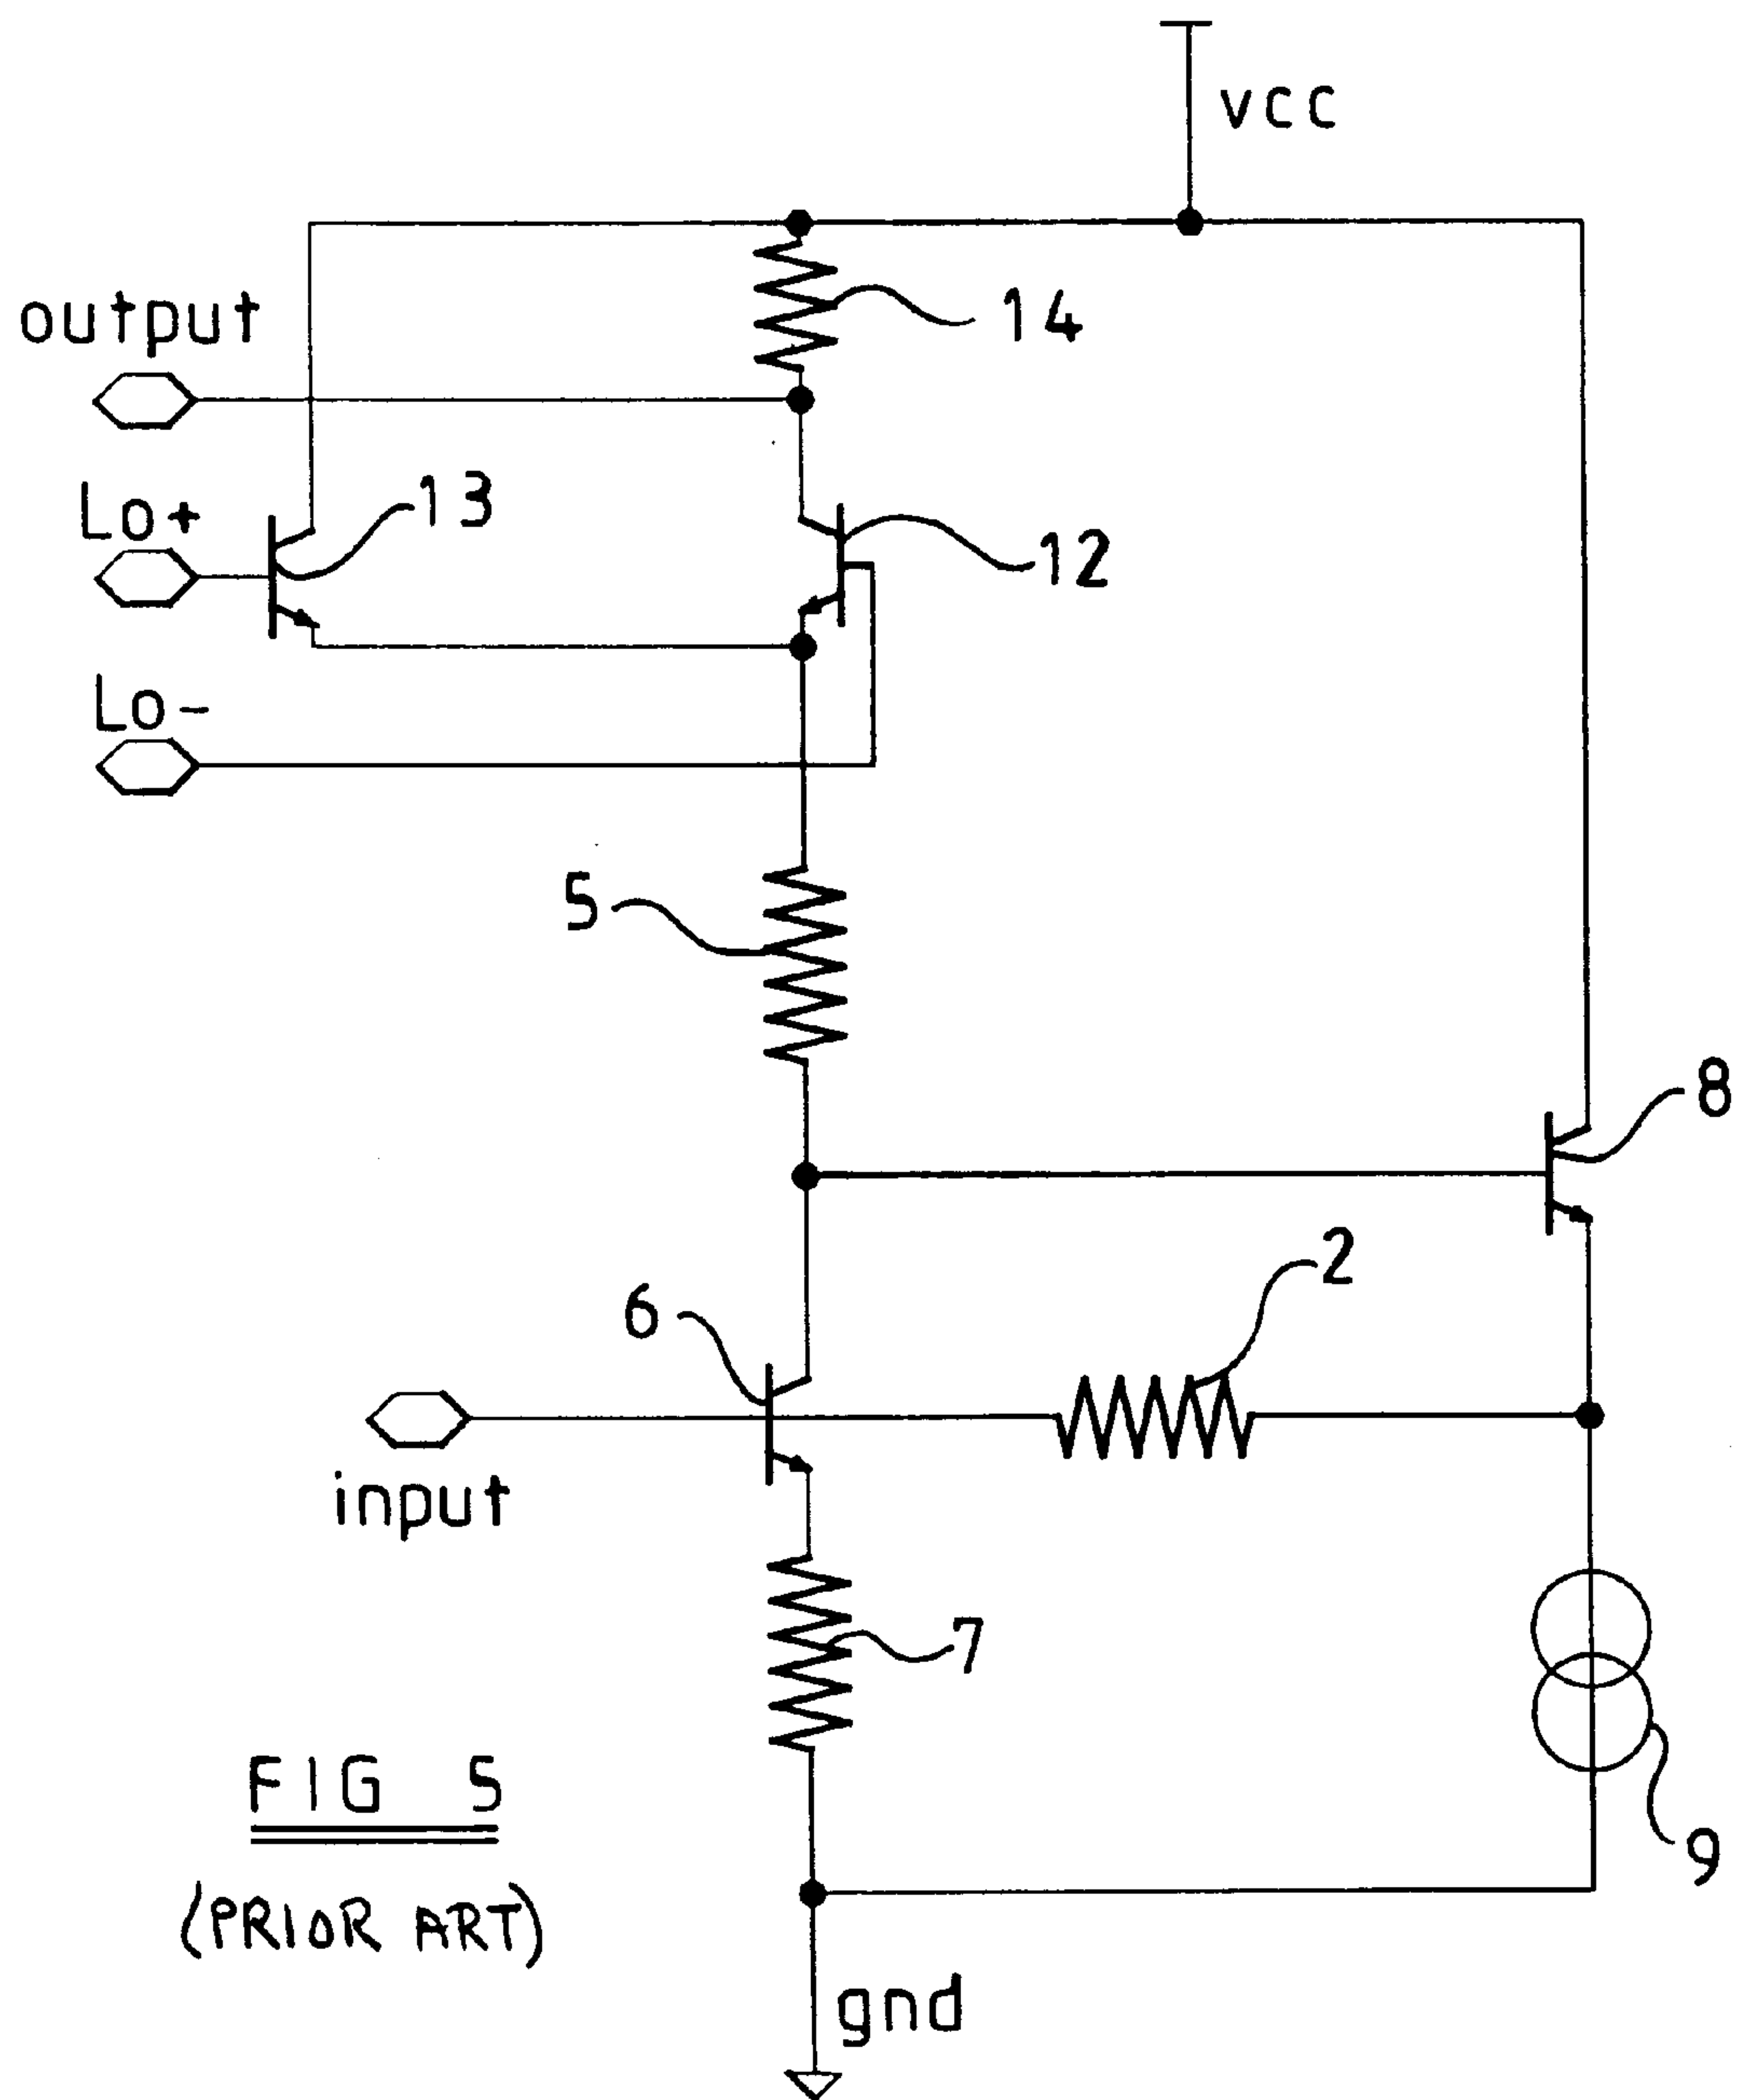 vcc
output
14
Lo+
13
12
Lo-
5
8
2
6
input
7
9
FIG 5
(PRIOR ART)
gnd